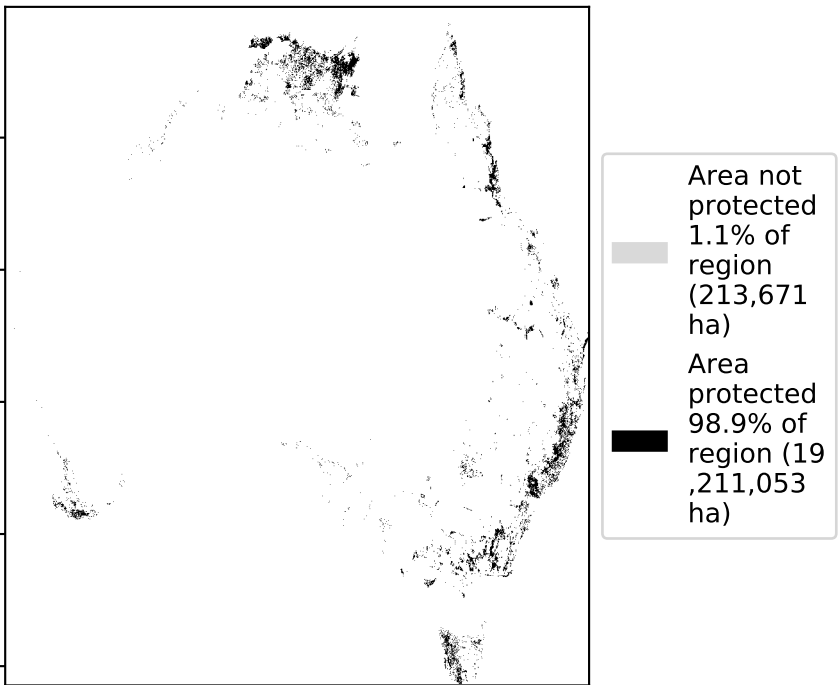 Area not
protected
1.1% of
region
(213,671
ha)
Area
protected
98.9% of
region (19
,211,053
ha)